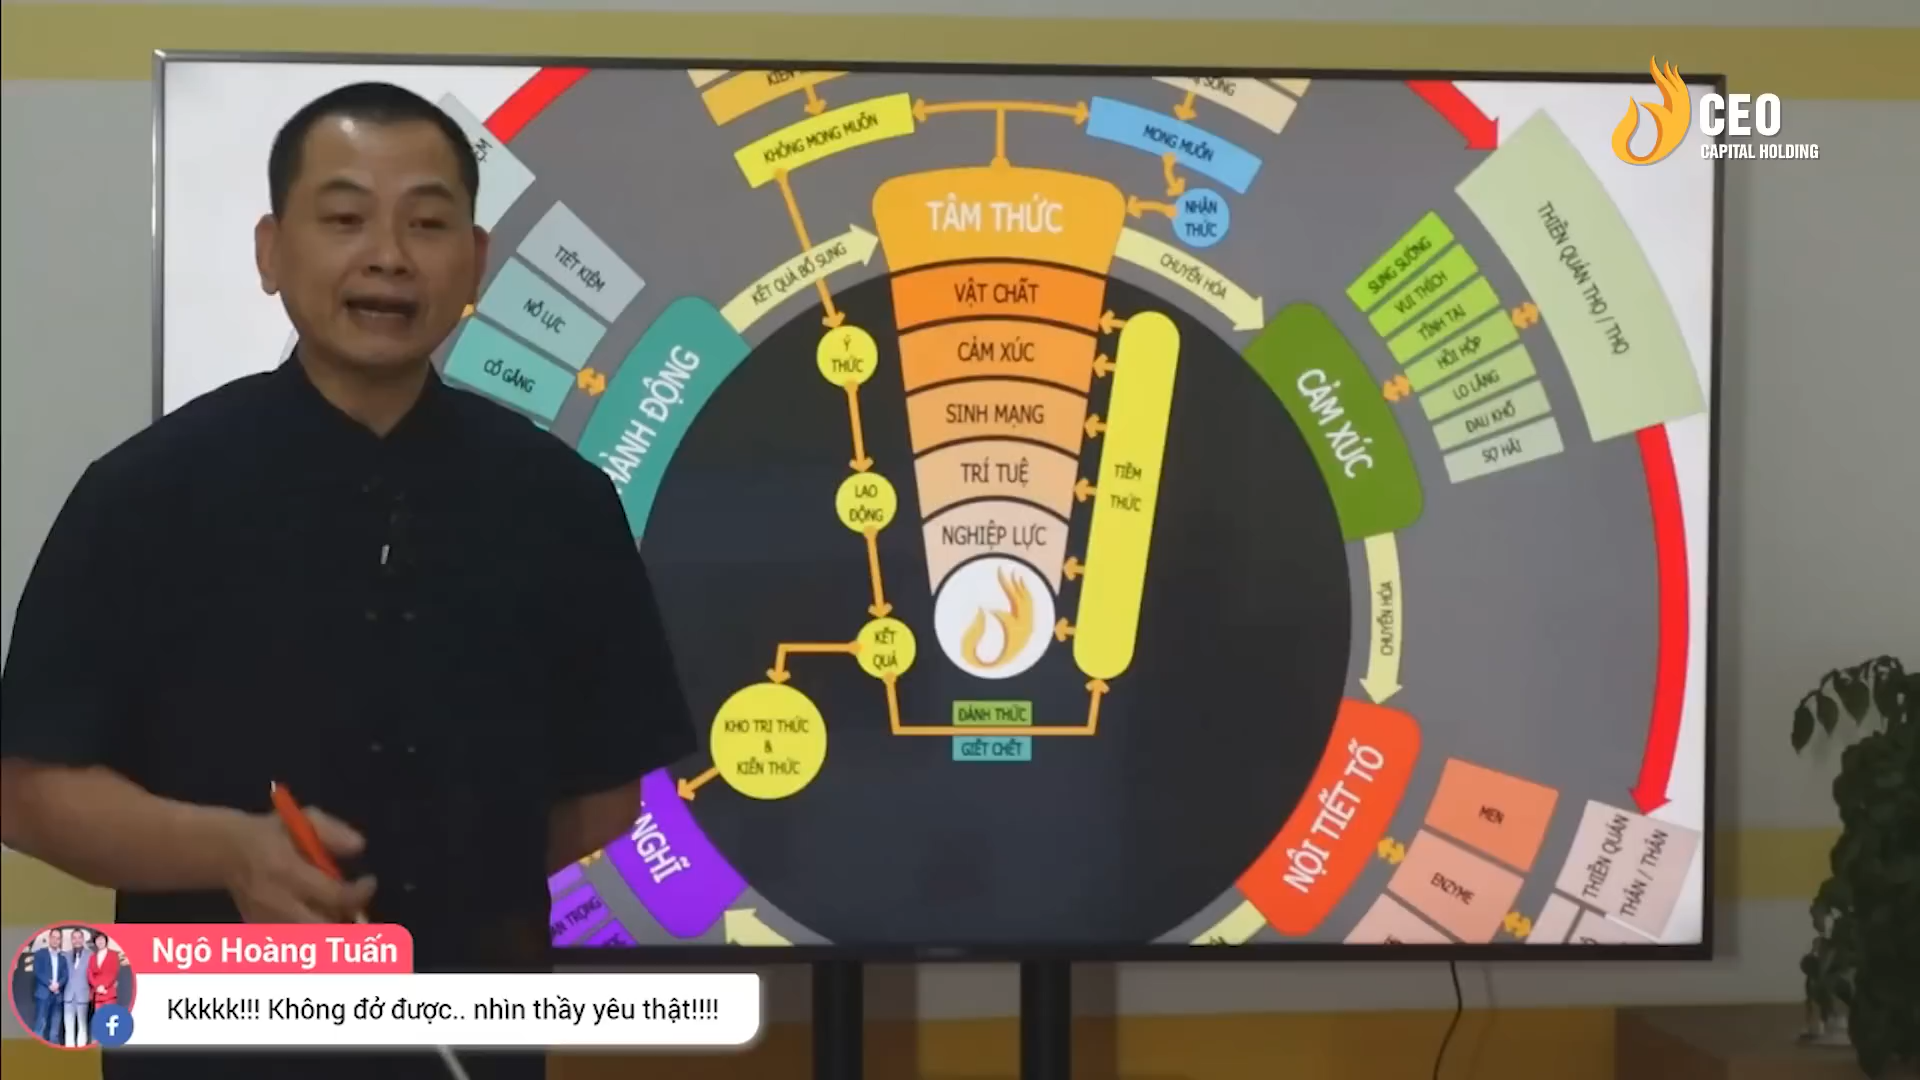 CEO
CAPITAL HOLDING
KHÔNG MONG MUỐN
MONG MUỐN
NHẬN
THỨC
TÂM THỨC
VẬT CHẤT
CẢM XÚC
SINH MẠNG
TRÍ TUỆ
NGHIỆP LỰC
KẾT QUẢ BỔ SUNG
CHUYỂN HÓA
TIẾT KIỆM
NỖ LỰC
CỐ GẮNG
HÀNH ĐỘNG
Ý
THỨC
LAO
ĐỘNG
KẾT
QUẢ
KHO TRI THỨC
&
KIẾN THỨC
TIỀM
THỨC
ĐÁNH THỨC
GIẾT CHẾT
CẢM XÚC
SUNG SƯỚNG
VUI THÍCH
TĨNH TẠI
HỒI HỘP
LO LẮNG
ĐAU KHỔ
SỢ HÃI
THIỀN QUÁN THỌ / THỌ
CHUYỂN HÓA
NỘI TIẾT TỐ
MEN
ENZYME
THIỀN QUÁN
THÂN / THÂN
NGHĨ
Ngô Hoàng Tuấn
Kkkkk!!! Không đở được.. nhìn thầy yêu thật!!!!